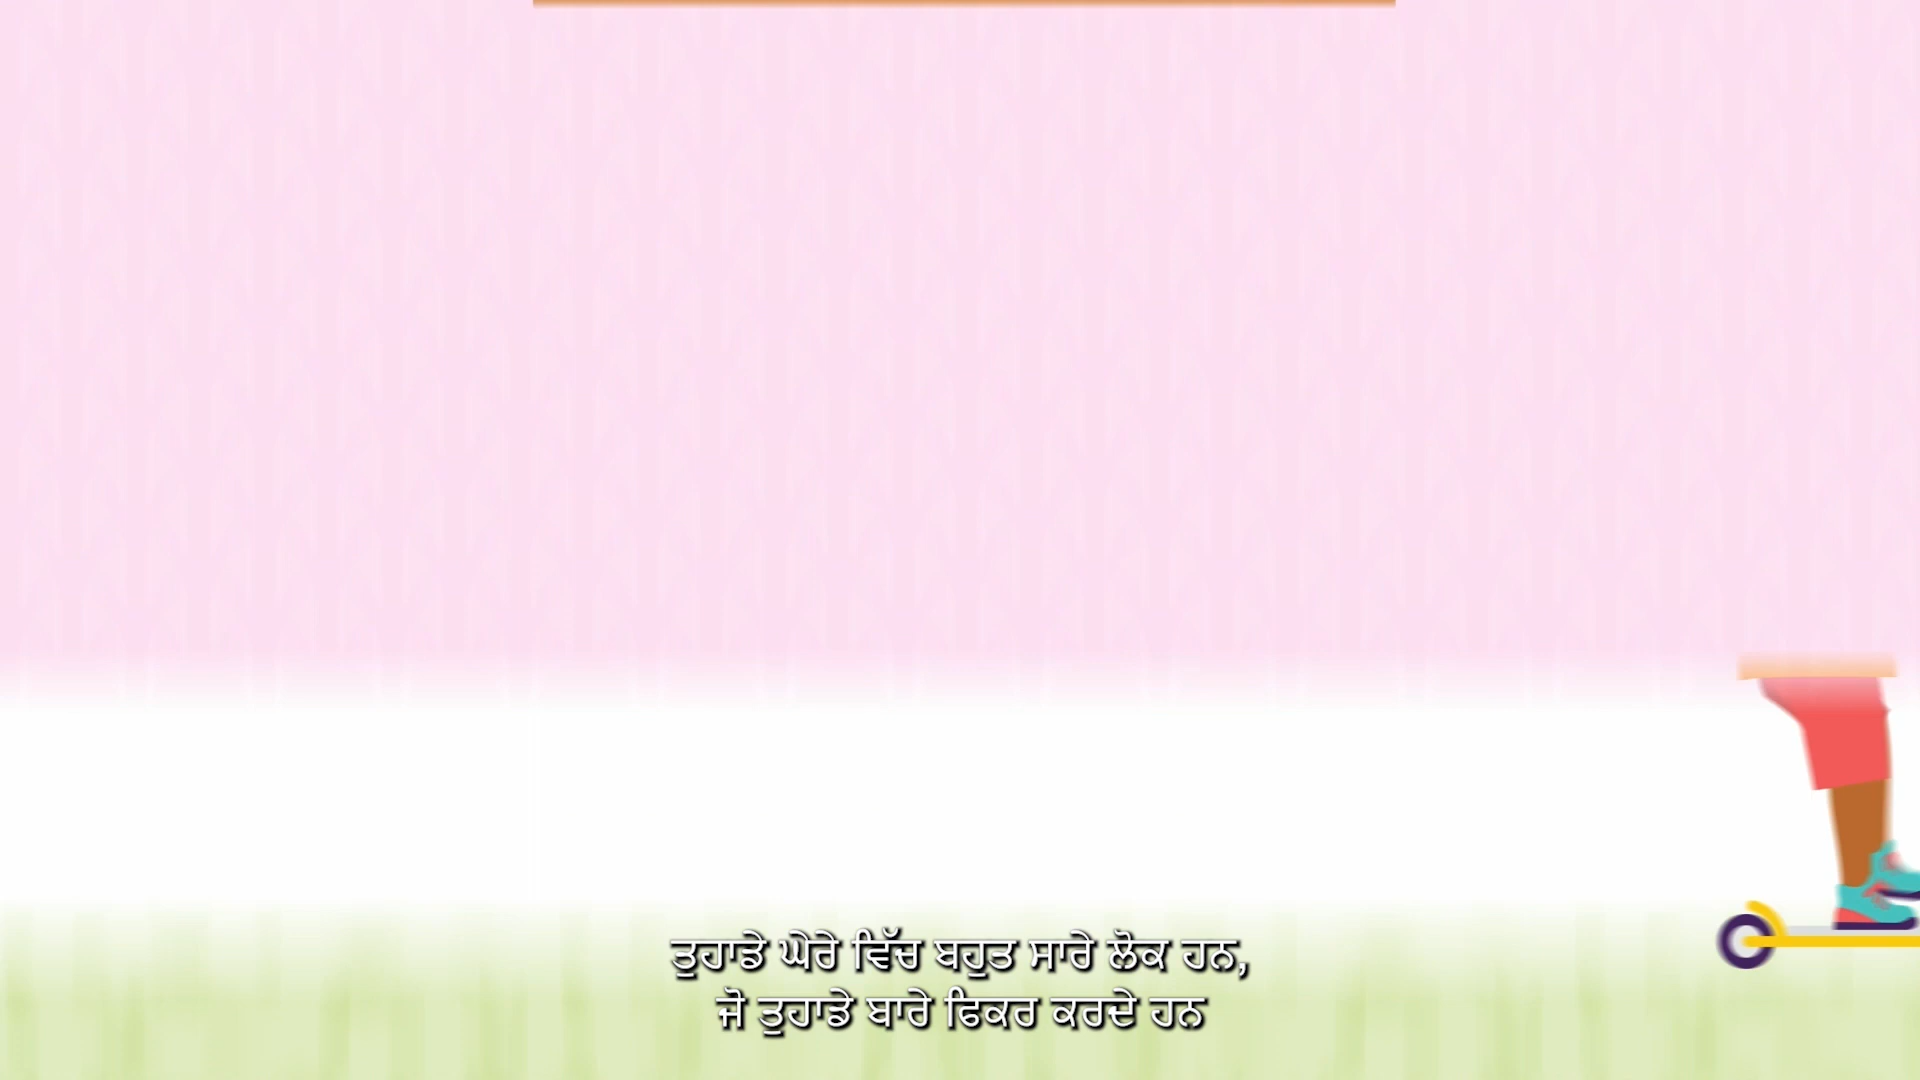 ਤੁਹਾਡੇ ਘੇਰੇ ਵਿੱਚ ਬਹੁਤ ਸਾਰੇ ਲੋਕ ਹਨ,
ਜੋ ਤੁਹਾਡੇ ਬਾਰੇ ਫਿਕਰ ਕਰਦੇ ਹਨ